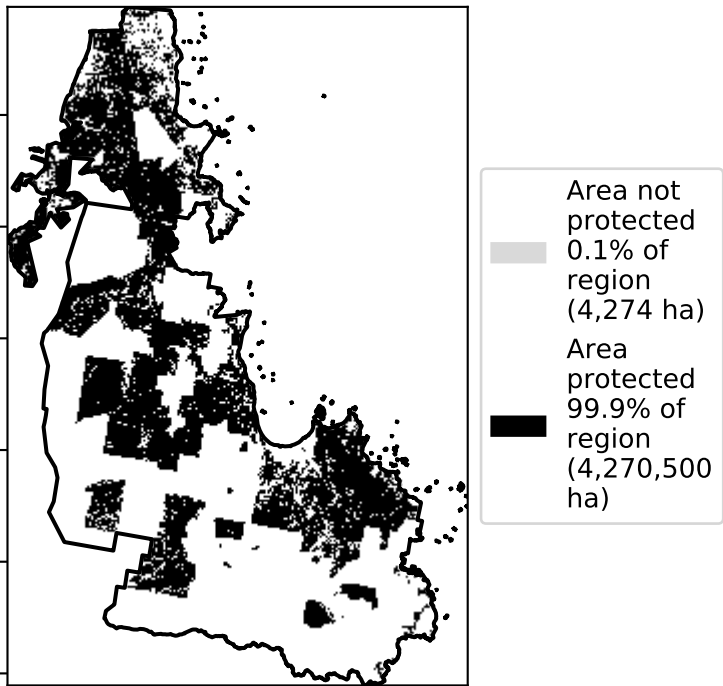 Area not
protected
0.1% of
region
(4,274 ha)
Area
protected
99.9% of
region
(4,270,500
ha)